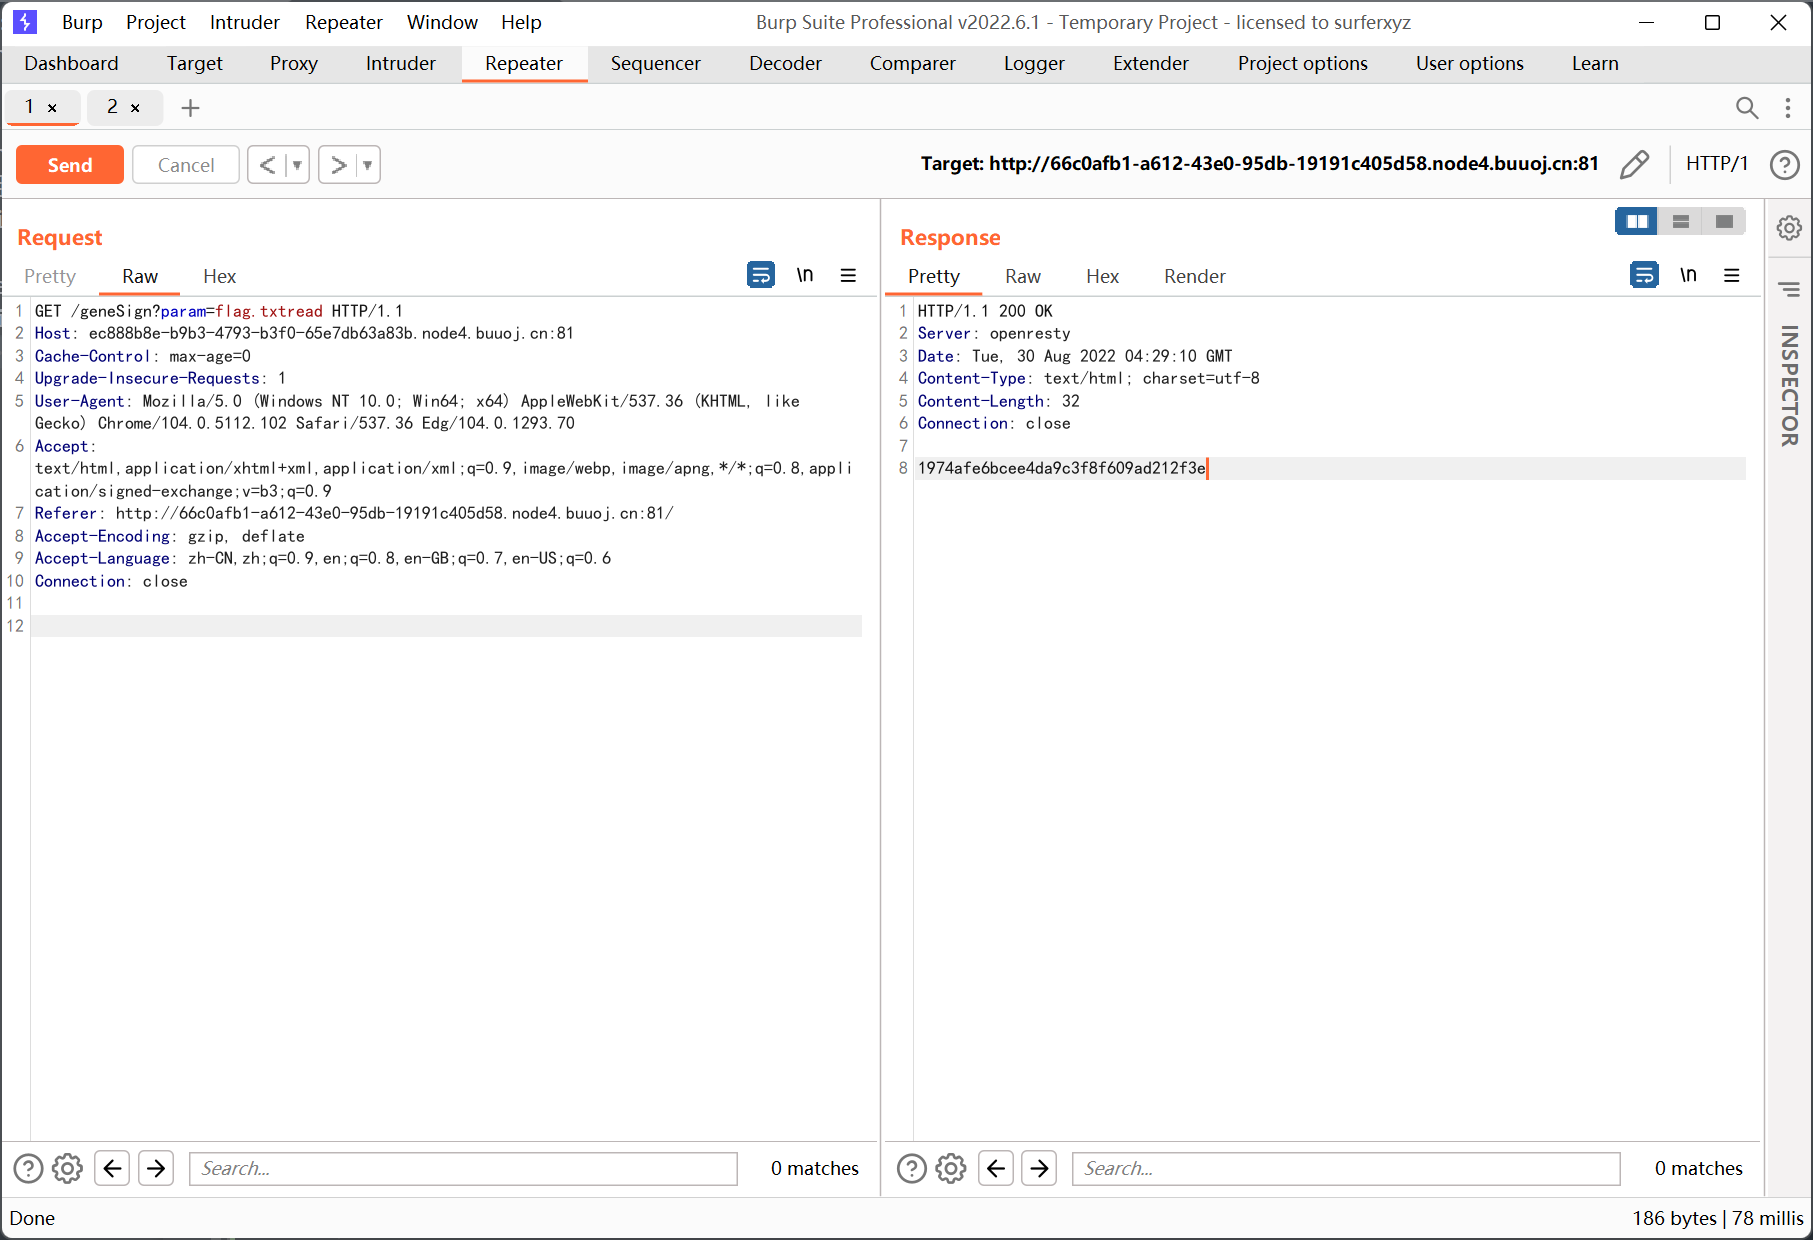 Burp Project Intruder Repeater Window Help Burp Suite Professional v2022.6.1 - Temporary Project - licensed to surferxyz
Dashboard Target Proxy Intruder Repeater Sequencer Decoder Comparer Logger Extender Project options User options Learn
1 × 2 × +
Send Cancel < > Target: http://66c0afb1-a612-43e0-95db-19191c405d58.node4.buuoj.cn:81 HTTP/1 ?
Request
Pretty Raw Hex \n
1 GET /geneSign?param=flag.txtread HTTP/1.1
2 Host: ec888b8e-b9b3-4793-b3f0-65e7db63a83b.node4.buuoj.cn:81
3 Cache-Control: max-age=0
4 Upgrade-Insecure-Requests: 1
5 User-Agent: Mozilla/5.0 (Windows NT 10.0; Win64; x64) AppleWebKit/537.36 (KHTML, like
Gecko) Chrome/104.0.5112.102 Safari/537.36 Edg/104.0.1293.70
6 Accept:
text/html,application/xhtml+xml,application/xml;q=0.9,image/webp,image/apng,*/*;q=0.8,appli
cation/signed-exchange;v=b3;q=0.9
7 Referer: http://66c0afb1-a612-43e0-95db-19191c405d58.node4.buuoj.cn:81/
8 Accept-Encoding: gzip, deflate
9 Accept-Language: zh-CN,zh;q=0.9,en;q=0.8,en-GB;q=0.7,en-US;q=0.6
10 Connection: close
11
12
? Search... 0 matches
Response
Pretty Raw Hex Render \n
1 HTTP/1.1 200 OK
2 Server: openresty
3 Date: Tue, 30 Aug 2022 04:29:10 GMT
4 Content-Type: text/html; charset=utf-8
5 Content-Length: 32
6 Connection: close
7
8 1974afe6bcee4da9c3f8f609ad212f3e
? Search... 0 matches
INSPECTOR
Done 186 bytes | 78 millis